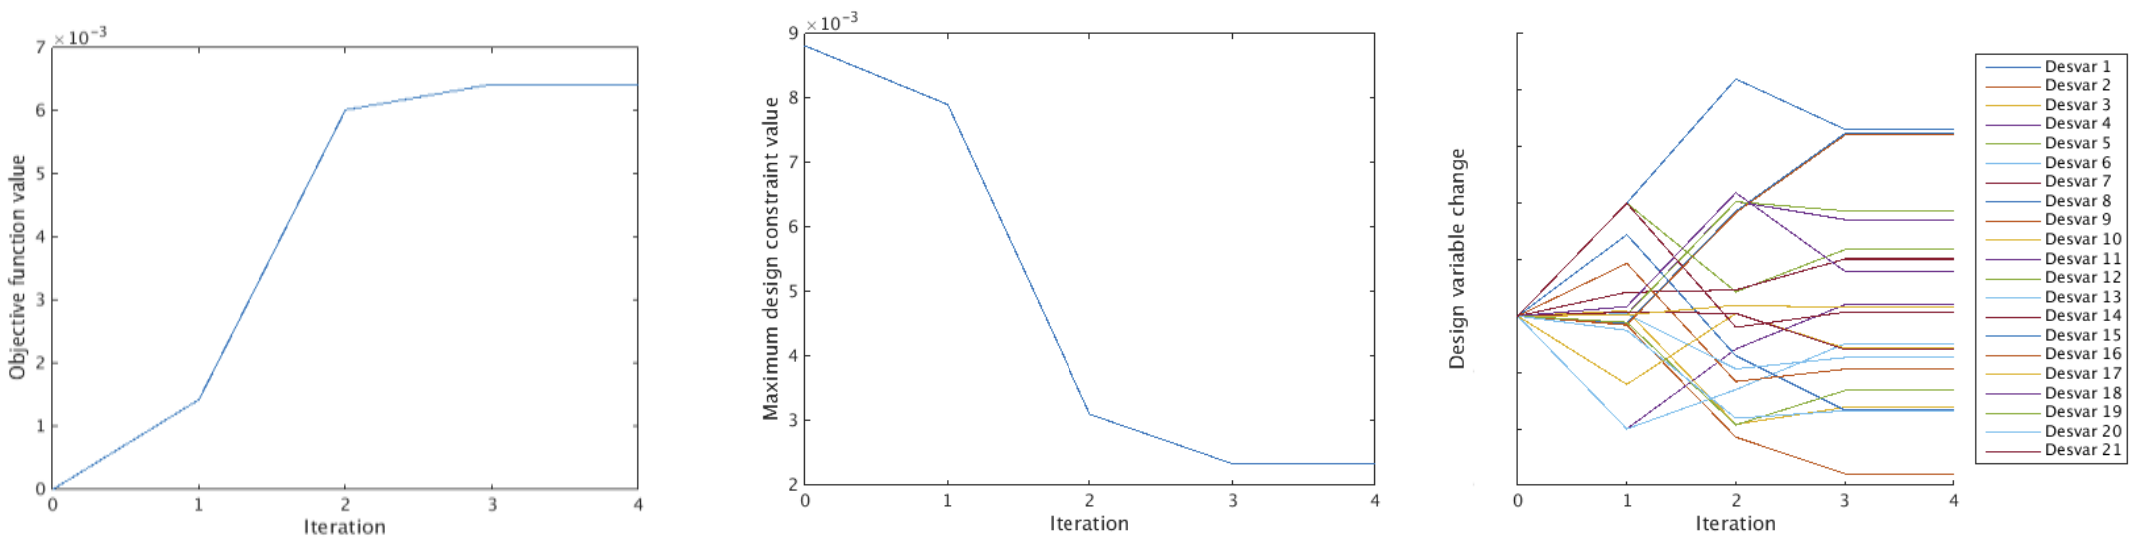 ×10⁻³
7
6
5
4
3
2
1
0
0 1 2 3 4
Iteration
Objective function value
×10⁻³
9
8
7
6
5
4
3
2
0 1 2 3 4
Iteration
Maximum design constraint value
Design variable change
0 1 2 3 4
Iteration
Desvar 1
Desvar 2
Desvar 3
Desvar 4
Desvar 5
Desvar 6
Desvar 7
Desvar 8
Desvar 9
Desvar 10
Desvar 11
Desvar 12
Desvar 13
Desvar 14
Desvar 15
Desvar 16
Desvar 17
Desvar 18
Desvar 19
Desvar 20
Desvar 21